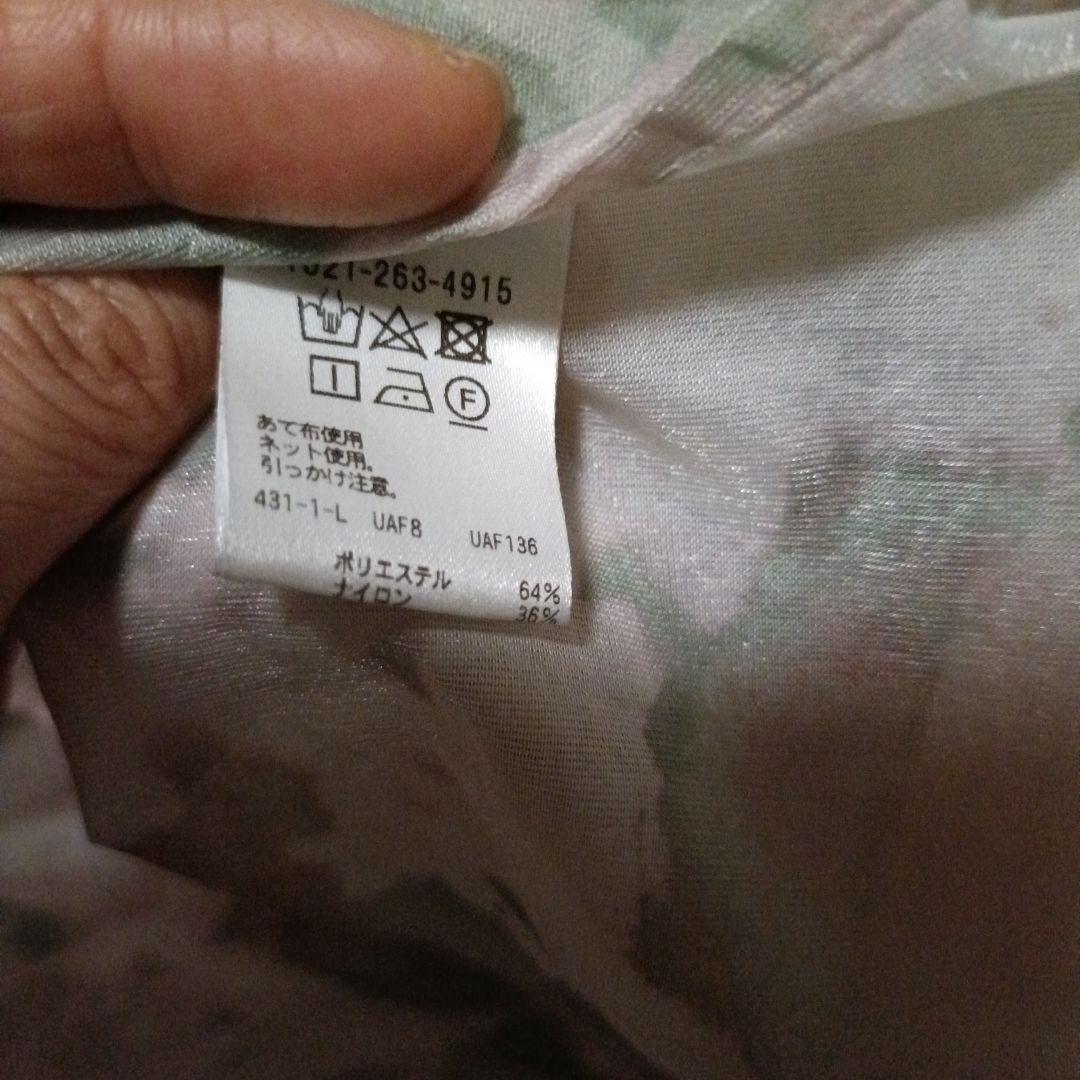 1021-263-4915
F
あて布使用
ネット使用。
引っかけ注意。
431-1-L UAF8 UAF136
ポリエステル 64%
ナイロン 36%